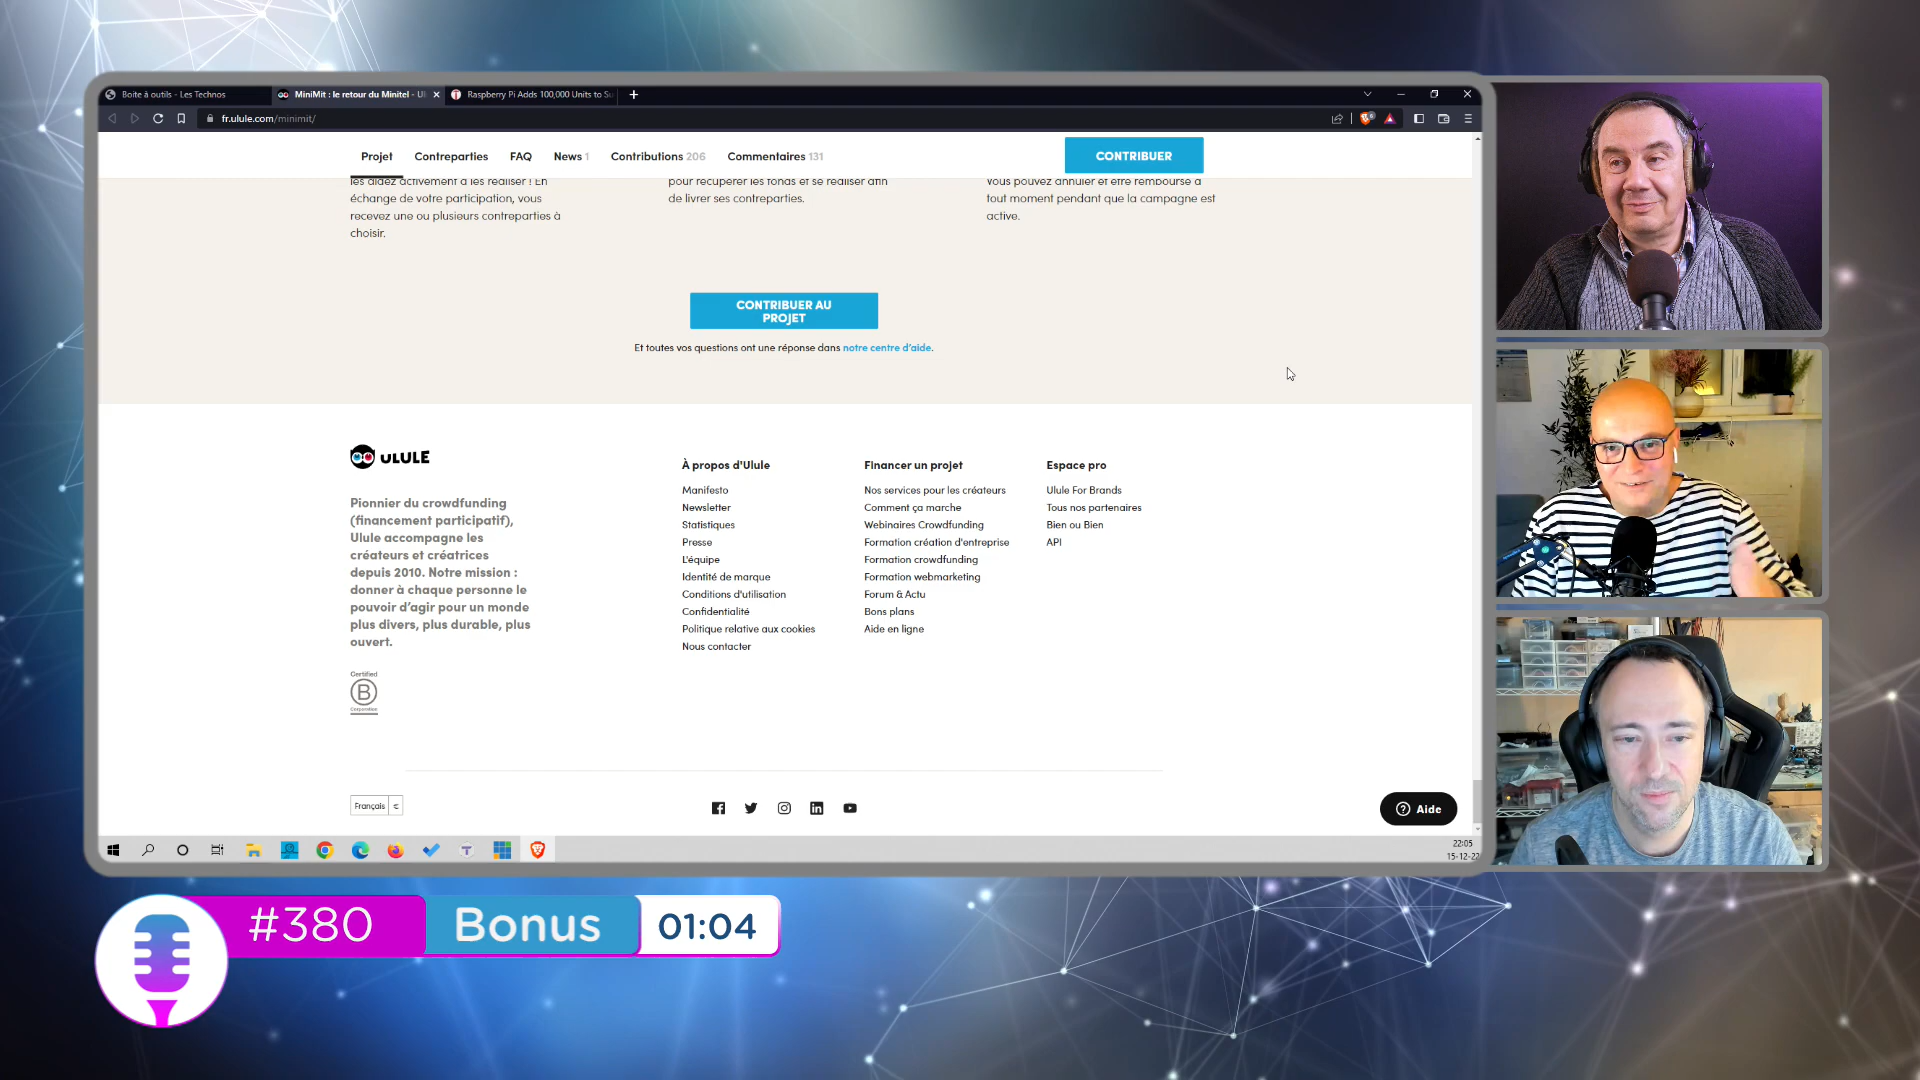 Boite à outils - Les Technos
MiniMit : le retour du Minitel - Ul
Raspberry Pi Adds 100,000 Units to Su
fr.ulule.com/minimit/
Projet
Contreparties
FAQ
News 1
Contributions 206
Commentaires 131
CONTRIBUER
les aidez activement à les réaliser ! En
échange de votre participation, vous
recevez une ou plusieurs contreparties à
choisir.
pour récupérer les fonds et se réaliser afin
de livrer ses contreparties.
Vous pouvez annuler et être remboursé à
tout moment pendant que la campagne est
active.
CONTRIBUER AU
PROJET
Et toutes vos questions ont une réponse dans notre centre d'aide.
ULULE
Pionnier du crowdfunding
(financement participatif),
Ulule accompagne les
créateurs et créatrices
depuis 2010. Notre mission :
donner à chaque personne le
pouvoir d'agir pour un monde
plus divers, plus durable, plus
ouvert.
Certified
B
Corporation
À propos d'Ulule
Manifesto
Newsletter
Statistiques
Presse
L'équipe
Identité de marque
Conditions d'utilisation
Confidentialité
Politique relative aux cookies
Nous contacter
Financer un projet
Nos services pour les créateurs
Comment ça marche
Webinaires Crowdfunding
Formation création d'entreprise
Formation crowdfunding
Formation webmarketing
Forum & Actu
Bons plans
Aide en ligne
Espace pro
Ulule For Brands
Tous nos partenaires
Bien ou Bien
API
Français
Aide
22:05
15-12-22
#380
Bonus
01:04